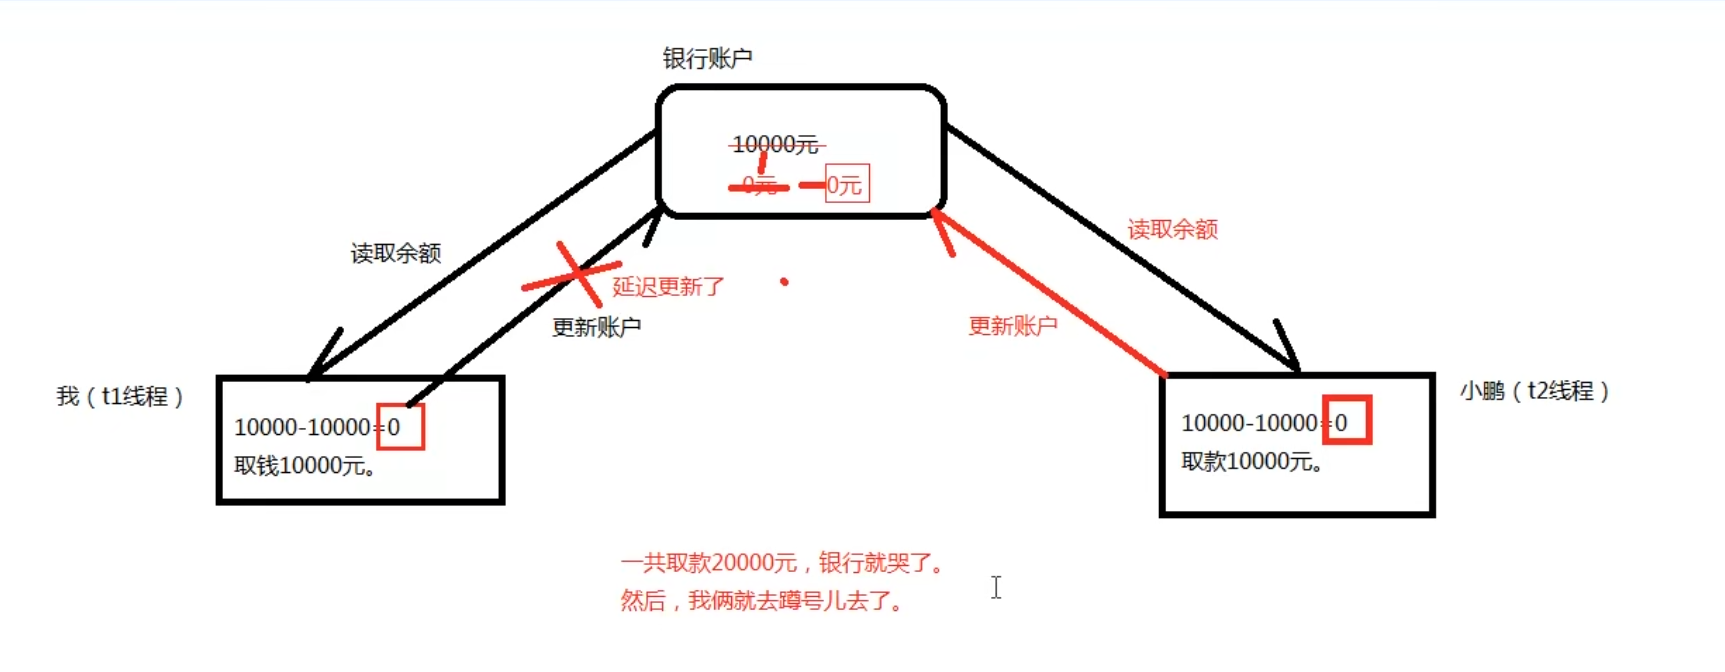 银行账户
10000元
0元
0元
读取余额
读取余额
延迟更新了
更新账户
更新账户
我（t1线程）
10000-10000=0
取钱10000元。
小鹏（t2线程）
10000-10000=0
取款10000元。
一共取款20000元，银行就哭了。
然后，我俩就去蹲号儿去了。